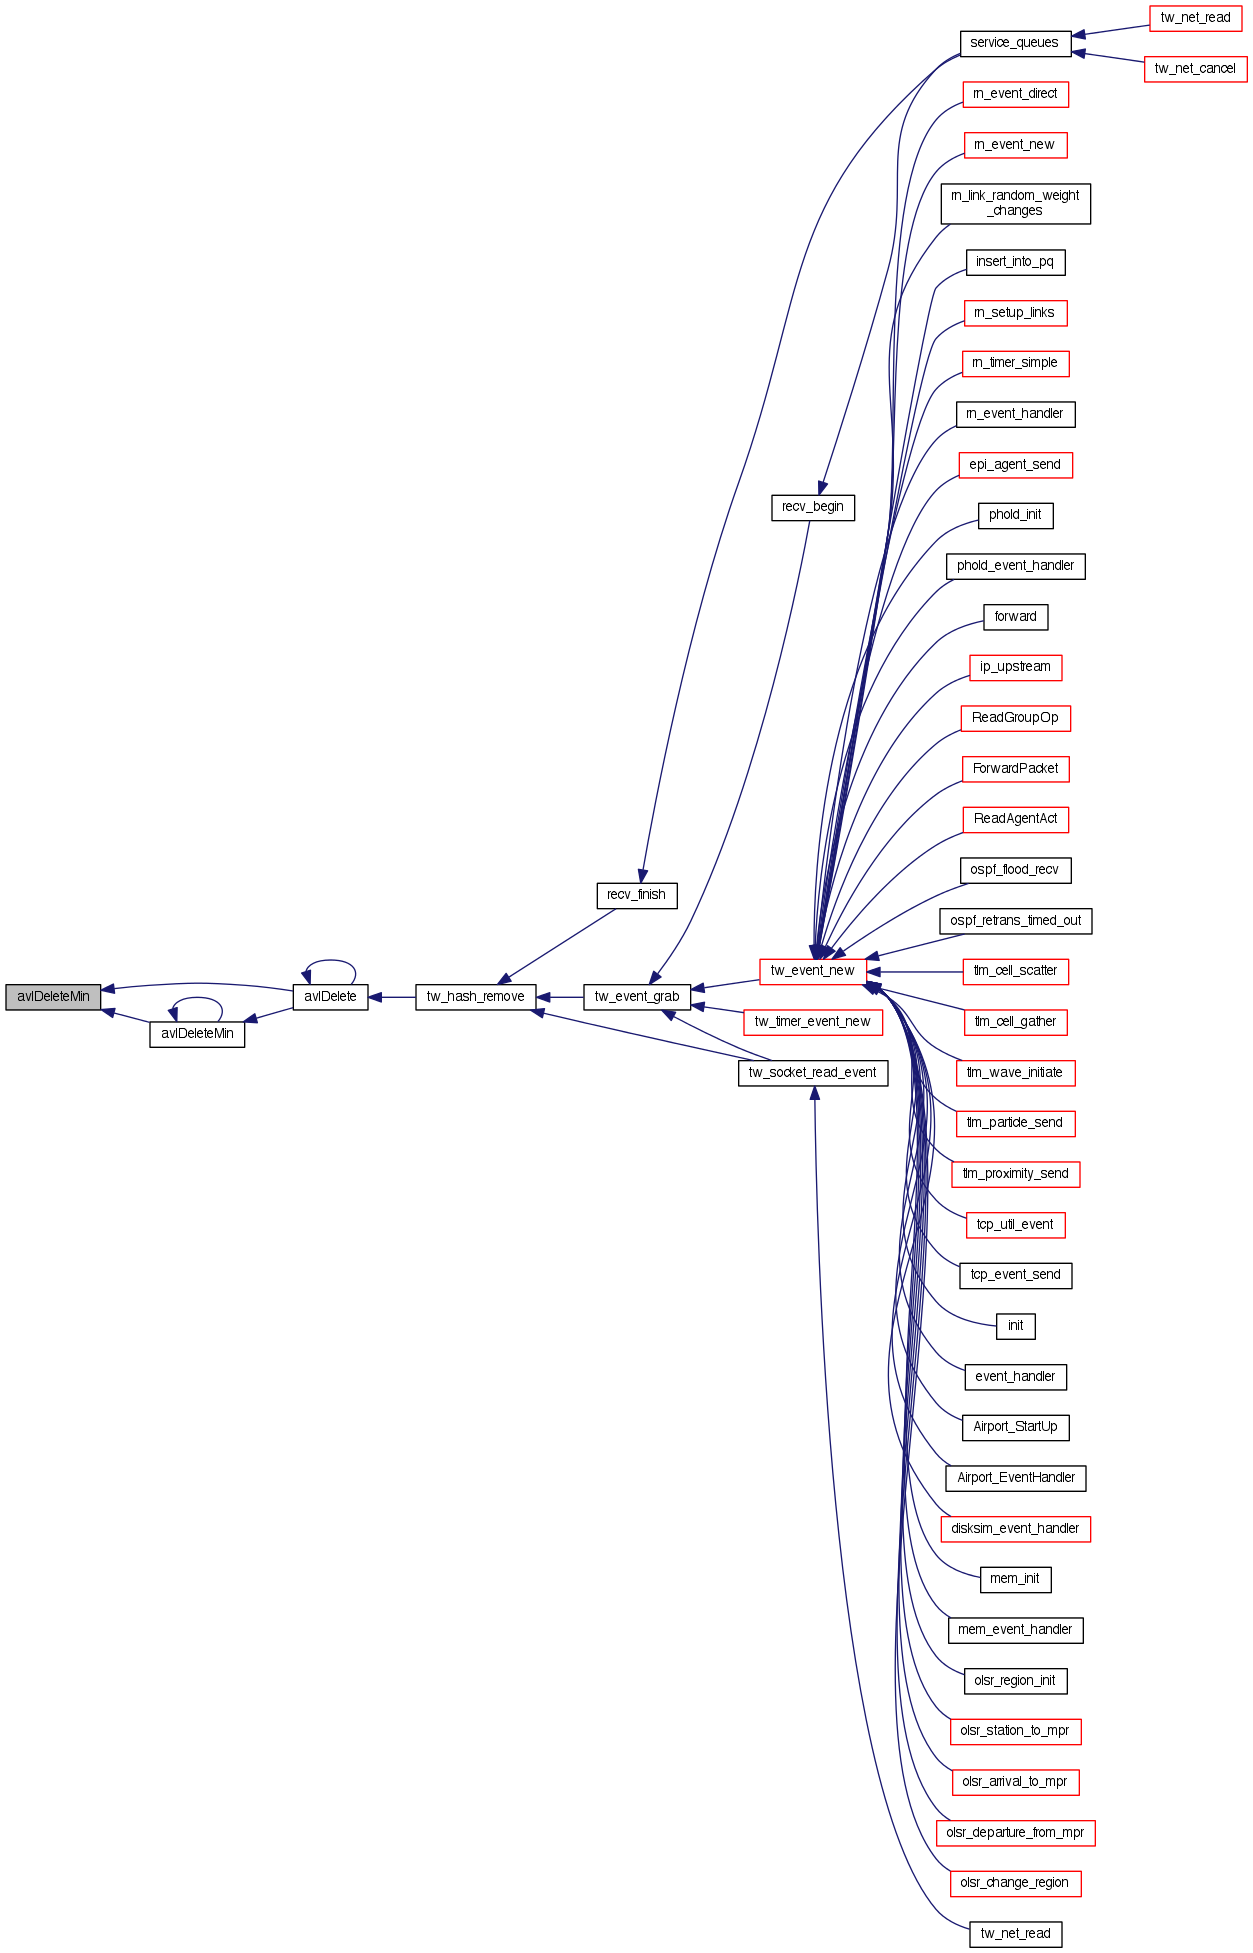 tw_net_read
service_queues
tw_net_cancel
rn_event_direct
rn_event_new
rn_link_random_weight
_changes
insert_into_pq
rn_setup_links
rn_timer_simple
rn_event_handler
epi_agent_send
recv_begin
phold_init
phold_event_handler
forward
ip_upstream
ReadGroupOp
ForwardPacket
ReadAgentAct
ospf_flood_recv
recv_finish
ospf_retrans_timed_out
tw_event_new
tlm_cell_scatter
avlDeleteMin
avlDelete
tw_hash_remove
tw_event_grab
tw_timer_event_new
tlm_cell_gather
avlDeleteMin
tw_socket_read_event
tlm_wave_initiate
tlm_particle_send
tlm_proximity_send
tcp_util_event
tcp_event_send
init
event_handler
Airport_StartUp
Airport_EventHandler
disksim_event_handler
mem_init
mem_event_handler
olsr_region_init
olsr_station_to_mpr
olsr_arrival_to_mpr
olsr_departure_from_mpr
olsr_change_region
tw_net_read